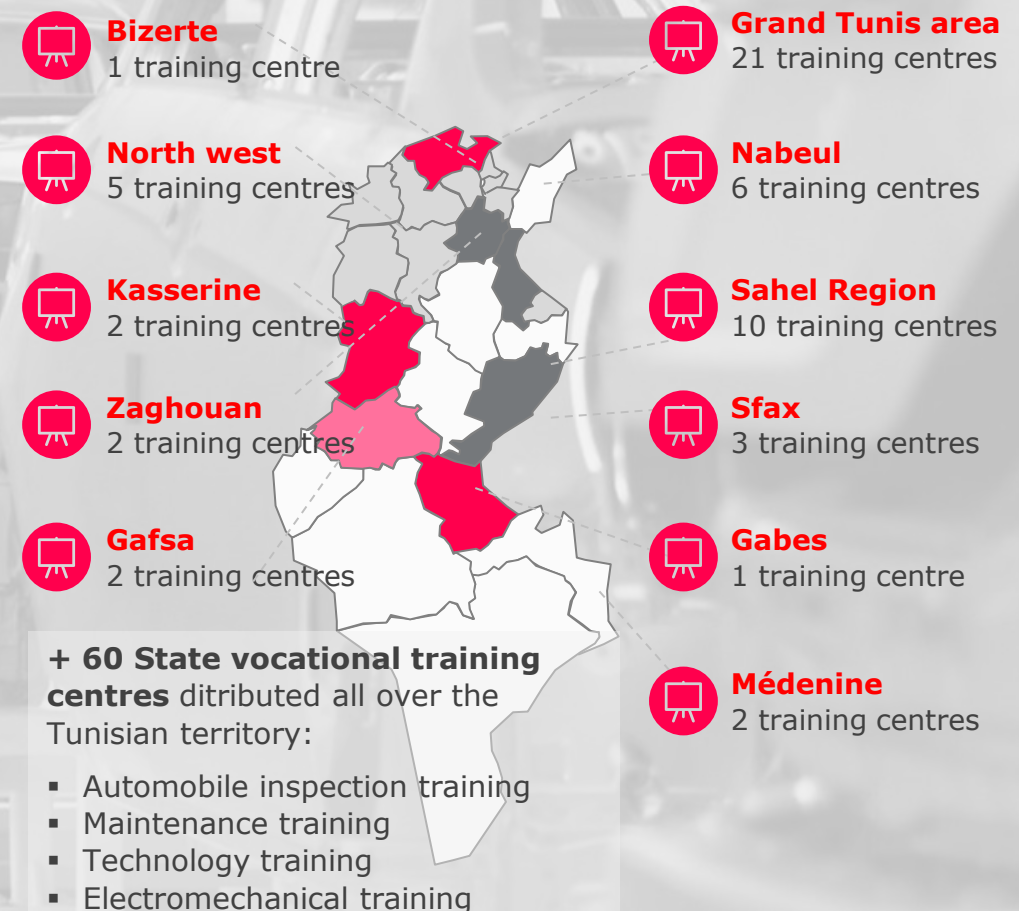 Bizerte
1 training centre
North west
5 training centres
Kasserine
2 training centres
Zaghouan
2 training centres
Gafsa
2 training centres
Grand Tunis area
21 training centres
Nabeul
6 training centres
Sahel Region
10 training centres
Sfax
3 training centres
Gabes
1 training centre
Médenine
2 training centres
+ 60 State vocational training
centres ditributed all over the
Tunisian territory:
▪ Automobile inspection training
▪ Maintenance training
▪ Technology training
▪ Electromechanical training